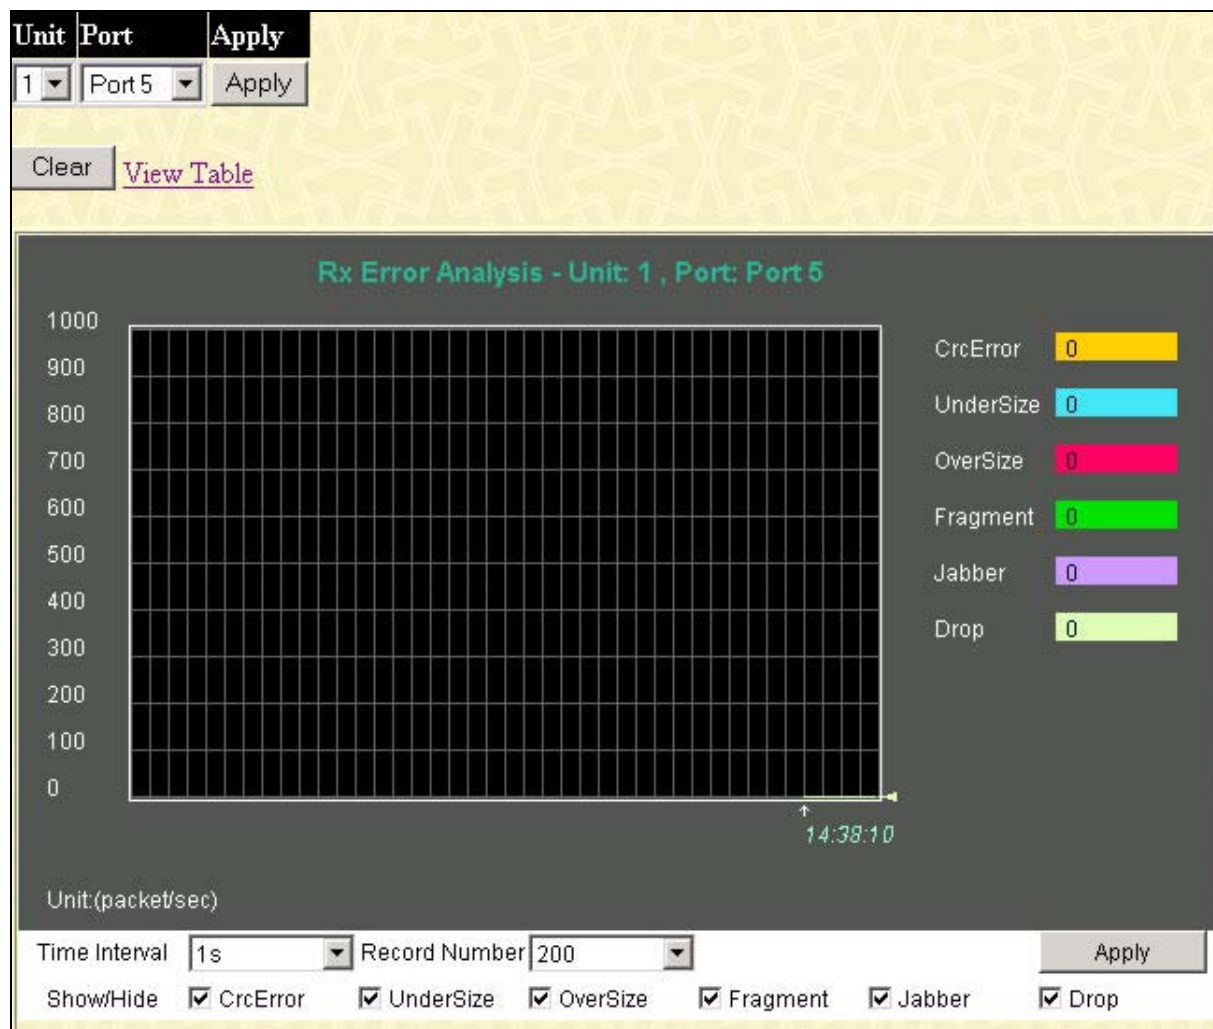 Unit Port Apply
1 Port 5 Apply
Clear View Table
Rx Error Analysis - Unit: 1 , Port: Port 5
1000
900
800
700
600
500
400
300
200
100
0
CrcError 0
UnderSize 0
OverSize 0
Fragment 0
Jabber 0
Drop 0
14:38:10
Unit:(packet/sec)
Time Interval 1s Record Number 200 Apply
Show/Hide CrcError UnderSize OverSize Fragment Jabber Drop